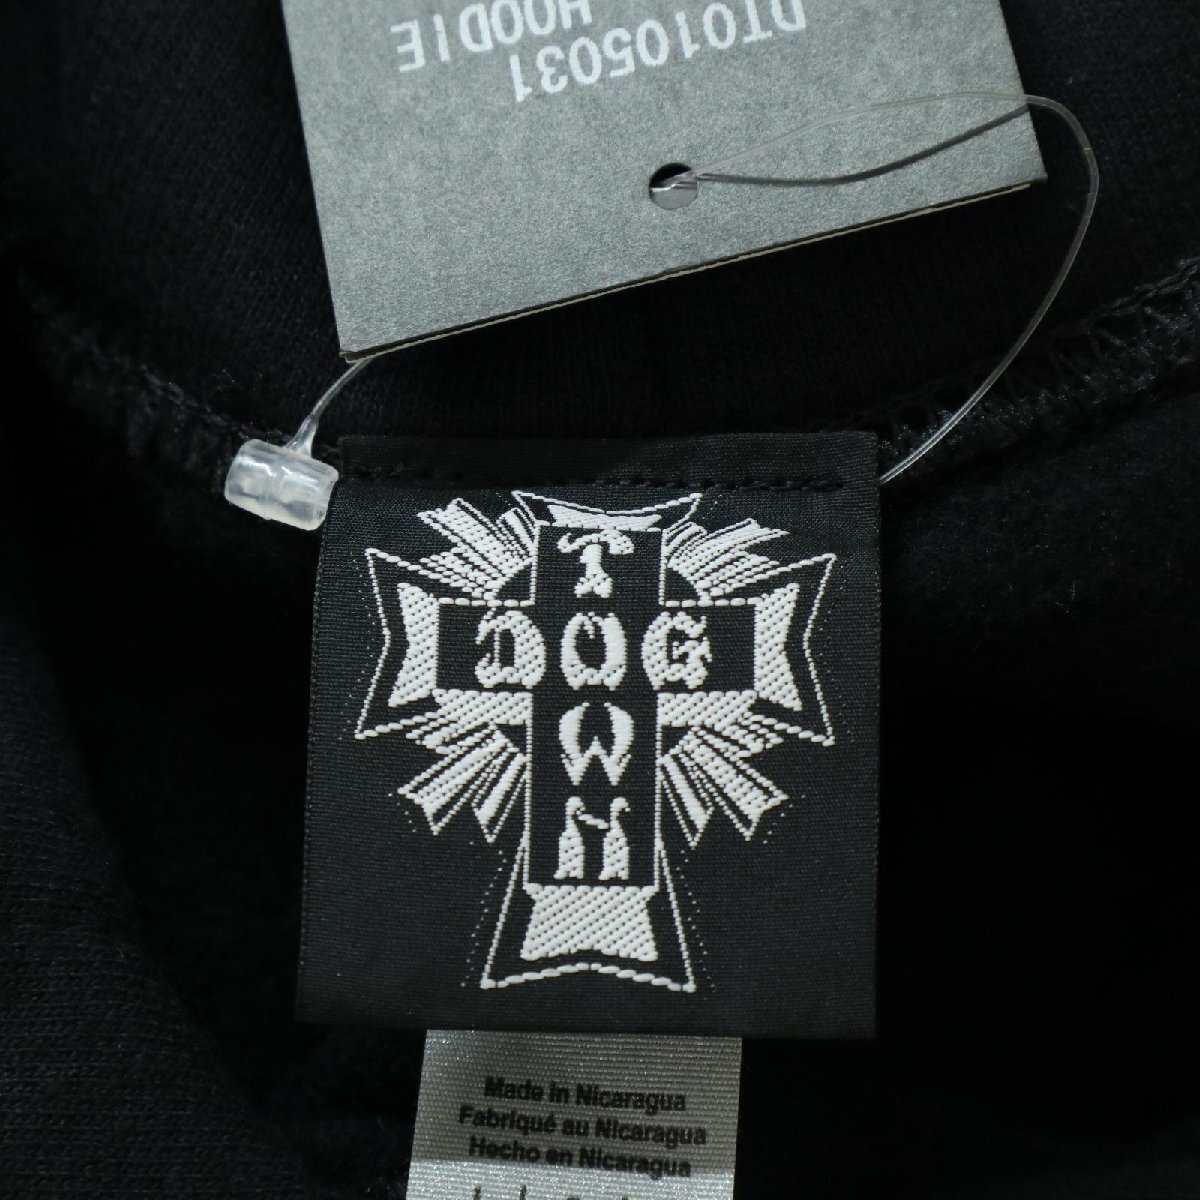 DT0105031
HOODIE
DOG
TOWN
Made in Nicaragua
Fabriqué au Nicaragua
Hecho en Nicaragua